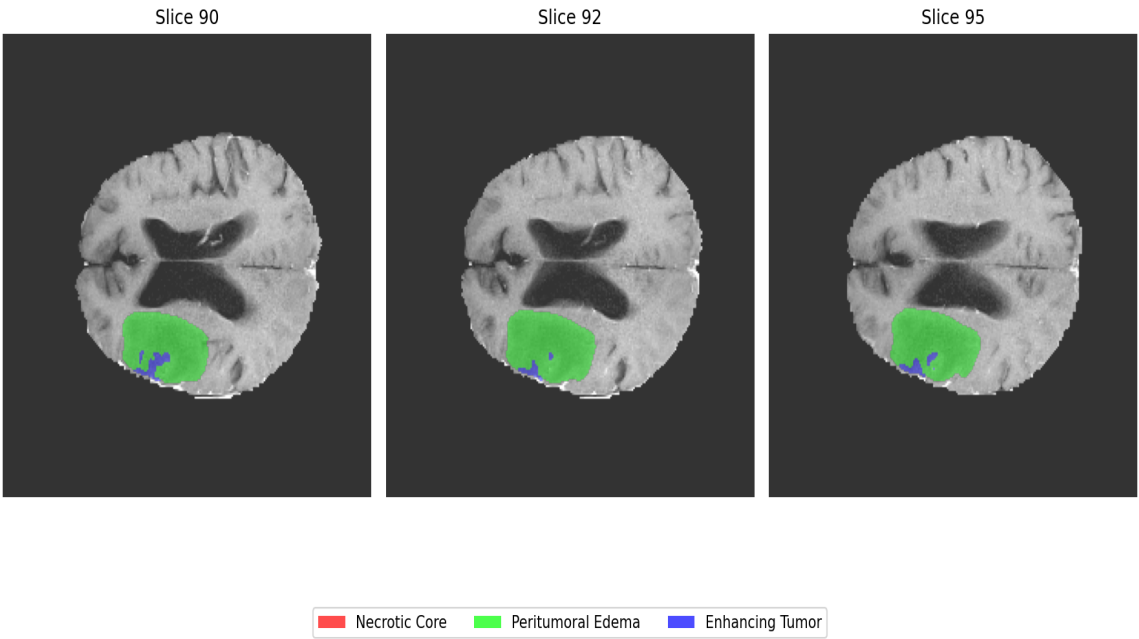 Slice 90
Slice 92
Slice 95
Necrotic Core
Peritumoral Edema
Enhancing Tumor